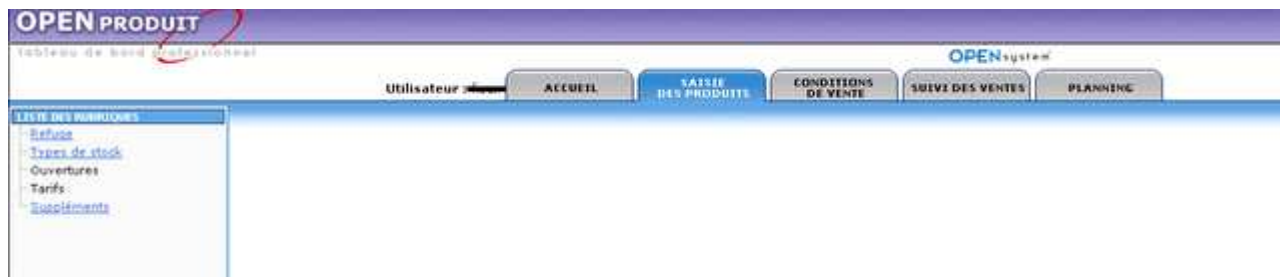 OPEN PRODUIT
tableau de bord professionnel
OPENsystem
Utilisateur :
ACCUEIL
SAISIE
DES PRODUITS
CONDITIONS
DE VENTE
SUIVI DES VENTES
PLANNING
LISTE DES RUBRIQUES
Refuge
Types de stock
Ouvertures
Tarifs
Suppléments